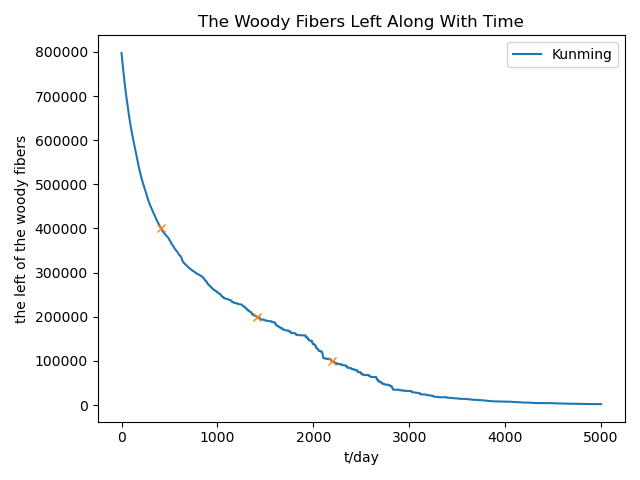 The Woody Fibers Left Along With Time
Kunming
the left of the woody fibers
800000
700000
600000
500000
400000
300000
200000
100000
0
0 1000 2000 3000 4000 5000
t/day